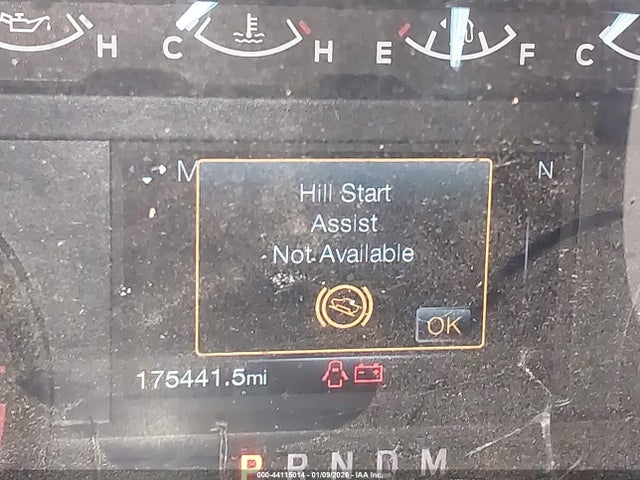 H C H E F C
M N
Hill Start
Assist
Not Available
OK
175441.5mi
P R N D M
000-44115014 - 01/09/2026 - IAA Inc.